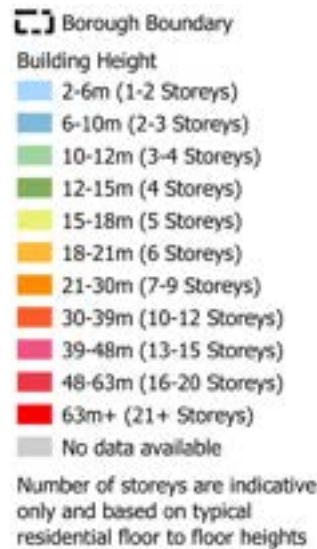 Borough Boundary
Building Height
2-6m (1-2 Storeys)
6-10m (2-3 Storeys)
10-12m (3-4 Storeys)
12-15m (4 Storeys)
15-18m (5 Storeys)
18-21m (6 Storeys)
21-30m (7-9 Storeys)
30-39m (10-12 Storeys)
39-48m (13-15 Storeys)
48-63m (16-20 Storeys)
63m+ (21+ Storeys)
No data available
Number of storeys are indicative
only and based on typical
residential floor to floor heights